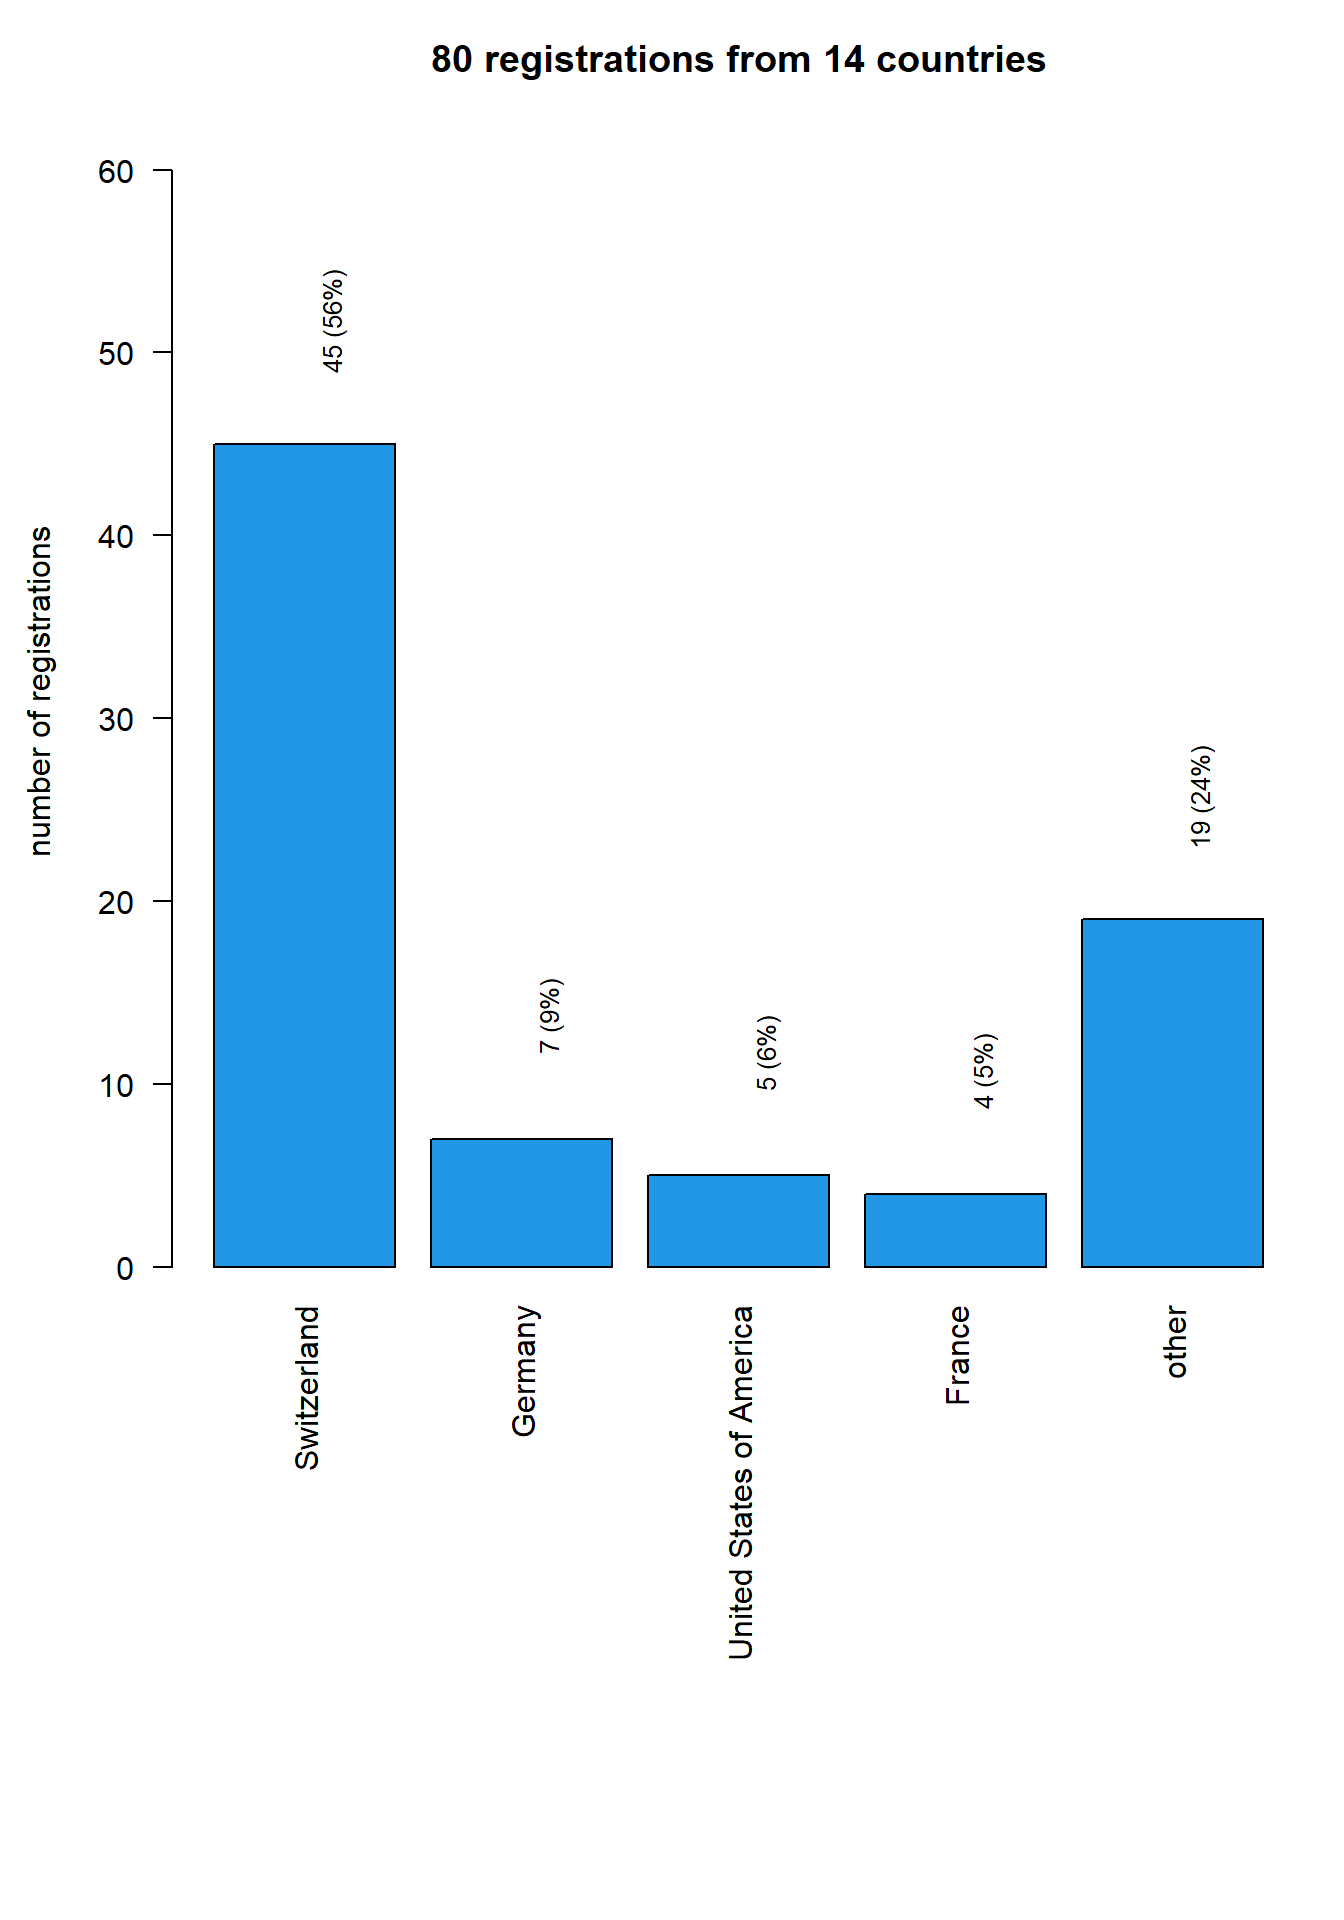 80 registrations from 14 countries
number of registrations
60
50
40
30
20
10
0
45 (56%)
7 (9%)
5 (6%)
4 (5%)
19 (24%)
Switzerland
Germany
United States of America
France
other